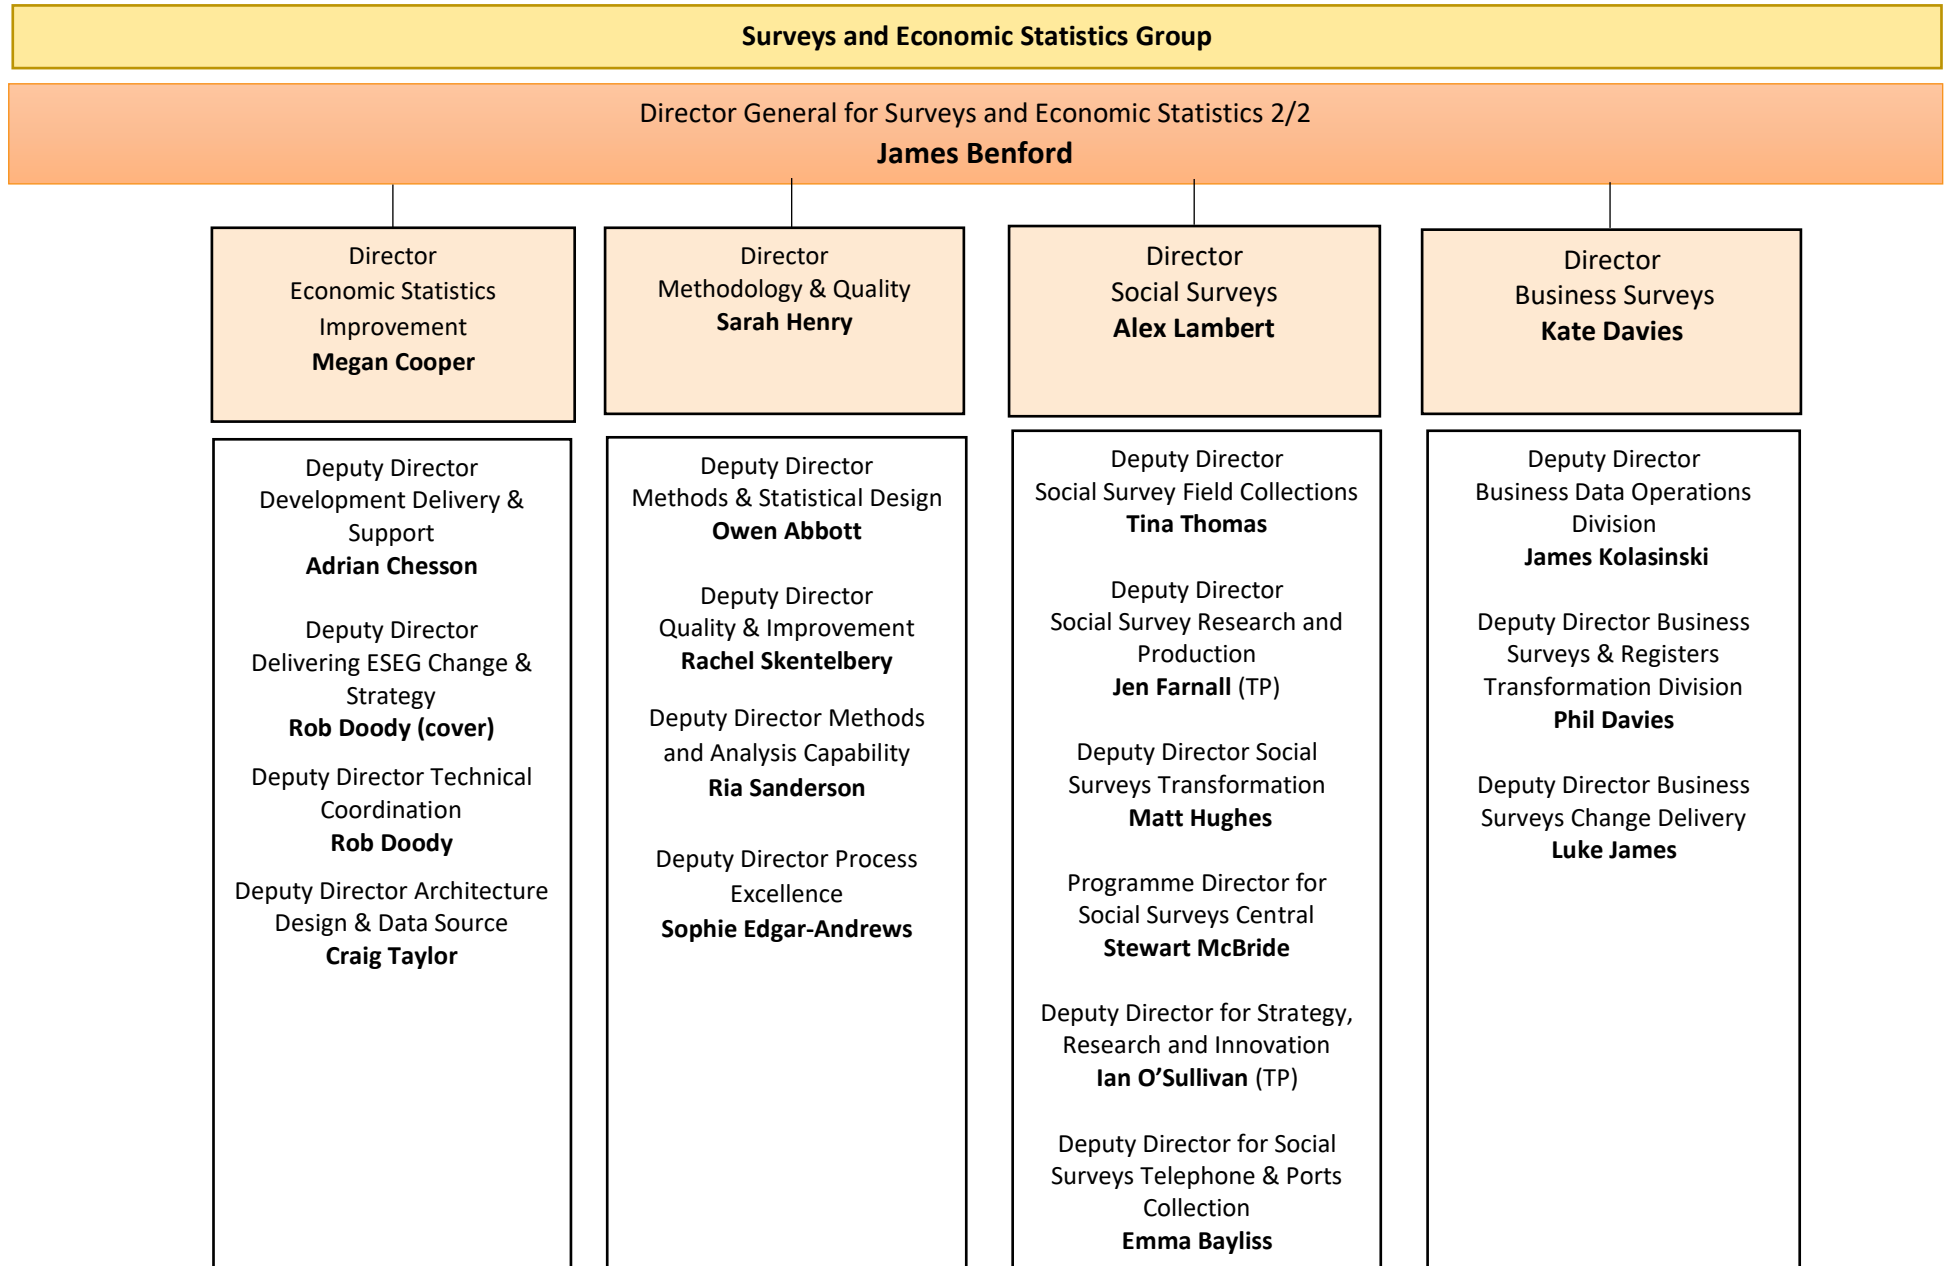 Surveys and Economic Statistics Group
Director General for Surveys and Economic Statistics 2/2
James Benford
Director
Economic Statistics
Improvement
Megan Cooper
Director
Methodology & Quality
Sarah Henry
Director
Social Surveys
Alex Lambert
Director
Business Surveys
Kate Davies
Deputy Director
Development Delivery &
Support
Adrian Chesson
Deputy Director
Delivering ESEG Change &
Strategy
Rob Doody (cover)
Deputy Director Technical
Coordination
Rob Doody
Deputy Director Architecture
Design & Data Source
Craig Taylor
Deputy Director
Methods & Statistical Design
Owen Abbott
Deputy Director
Quality & Improvement
Rachel Skentelbery
Deputy Director Methods
and Analysis Capability
Ria Sanderson
Deputy Director Process
Excellence
Sophie Edgar-Andrews
Deputy Director
Social Survey Field Collections
Tina Thomas
Deputy Director
Social Survey Research and
Production
Jen Farnall (TP)
Deputy Director Social
Surveys Transformation
Matt Hughes
Programme Director for
Social Surveys Central
Stewart McBride
Deputy Director for Strategy,
Research and Innovation
Ian O’Sullivan (TP)
Deputy Director for Social
Surveys Telephone & Ports
Collection
Emma Bayliss
Deputy Director
Business Data Operations
Division
James Kolasinski
Deputy Director Business
Surveys & Registers
Transformation Division
Phil Davies
Deputy Director Business
Surveys Change Delivery
Luke James